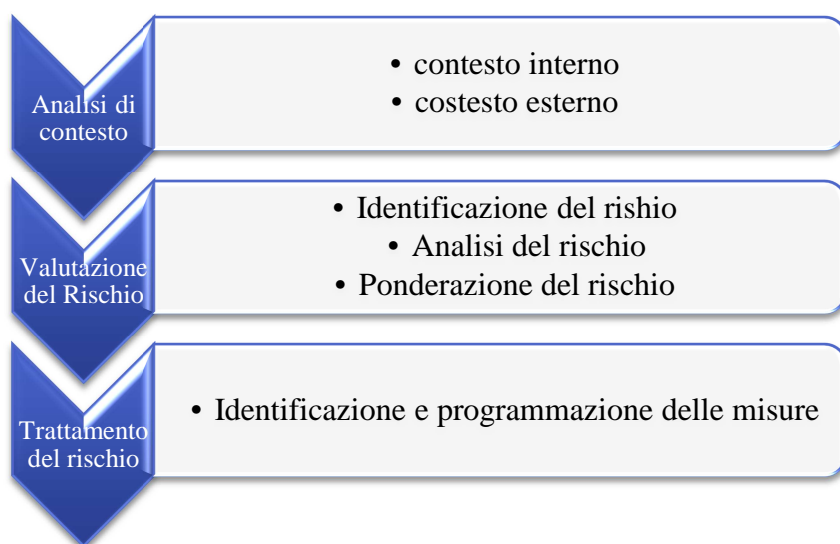 Analisi di
contesto
• contesto interno
• costesto esterno
Valutazione
del Rischio
• Identificazione del rishio
• Analisi del rischio
• Ponderazione del rischio
Trattamento
del rischio
• Identificazione e programmazione delle misure